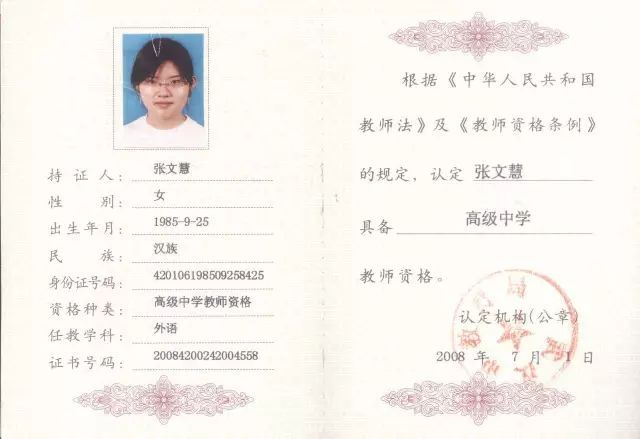 持证人：张文慧
性别：女
出生年月：1985-9-25
民族：汉族
身份证号码：420106198509258425
资格种类：高级中学教师资格
任教学科：外语
证书号码：20084200242004558
根据《中华人民共和国
教师法》及《教师资格条例》
的规定，认定 张文慧
具备 高级中学
教师资格。
认定机构(公章)
2008 年 7 月 1 日